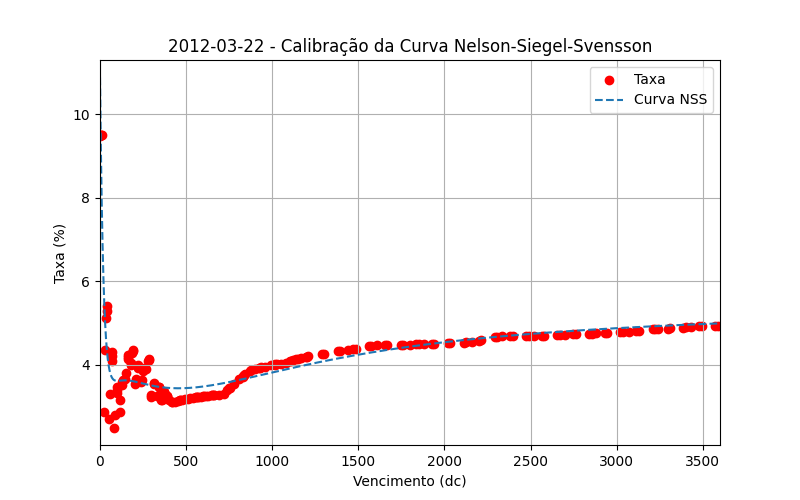 2012-03-22 - Calibração da Curva Nelson-Siegel-Svensson
Taxa
Curva NSS
Taxa (%)
10
8
6
4
0 500 1000 1500 2000 2500 3000 3500
Vencimento (dc)